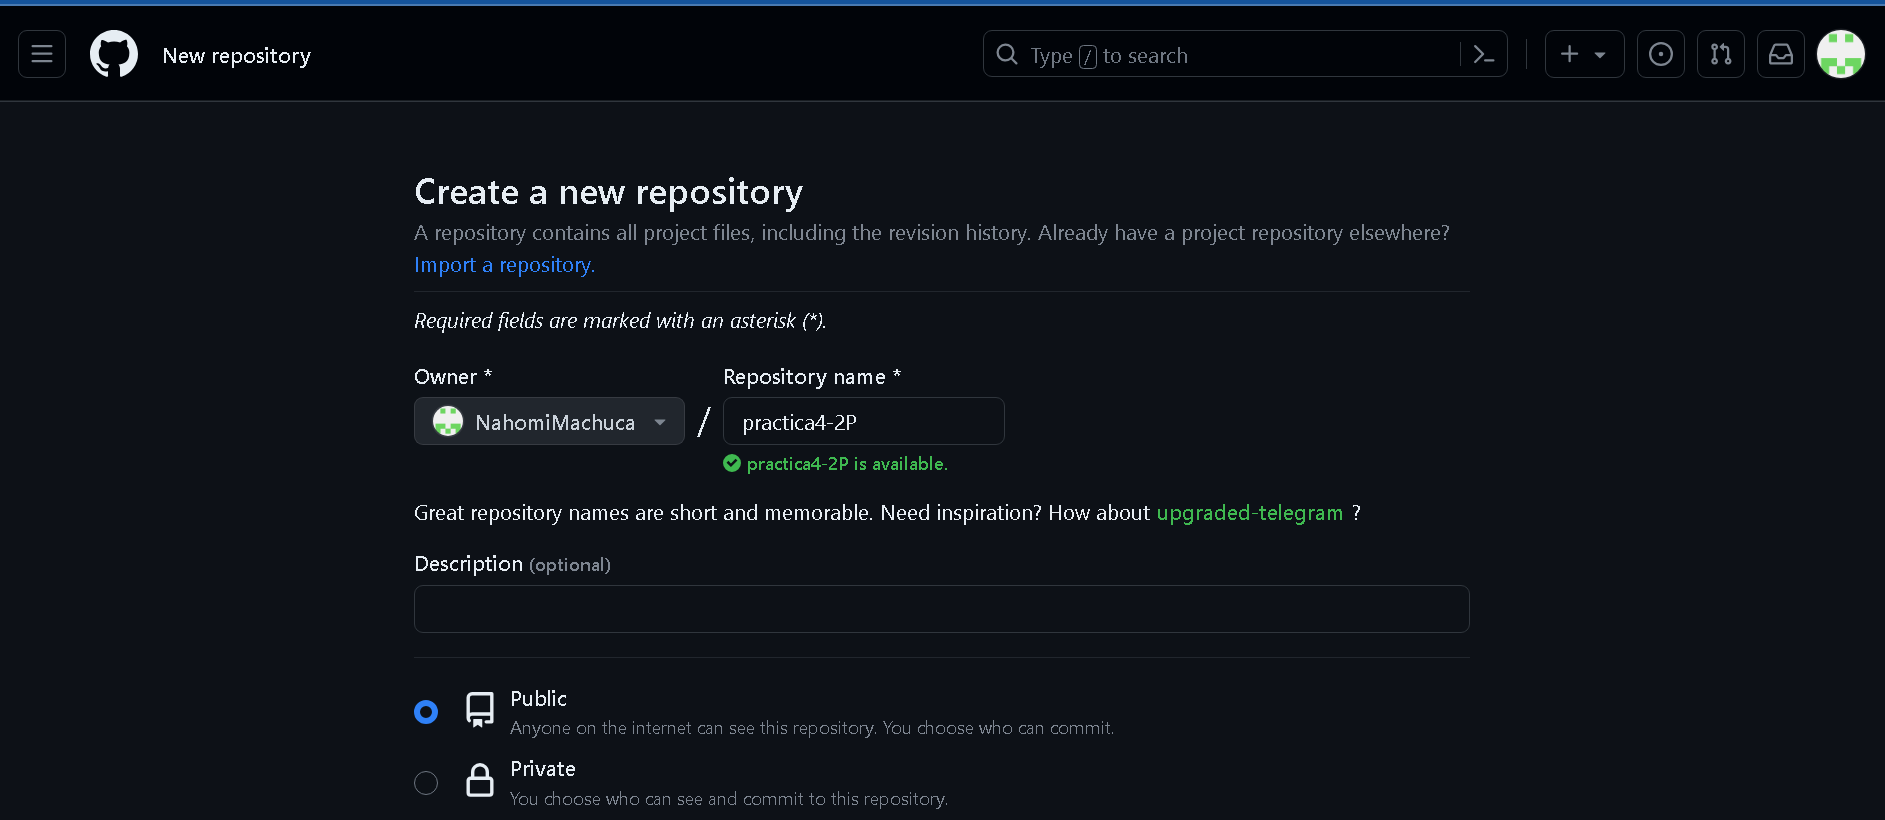 New repository
Type / to search
Create a new repository
A repository contains all project files, including the revision history. Already have a project repository elsewhere?
Import a repository.
Required fields are marked with an asterisk (*).
Owner *
Repository name *
NahomiMachuca / practica4-2P
practica4-2P is available.
Great repository names are short and memorable. Need inspiration? How about upgraded-telegram ?
Description (optional)
Public
Anyone on the internet can see this repository. You choose who can commit.
Private
You choose who can see and commit to this repository.